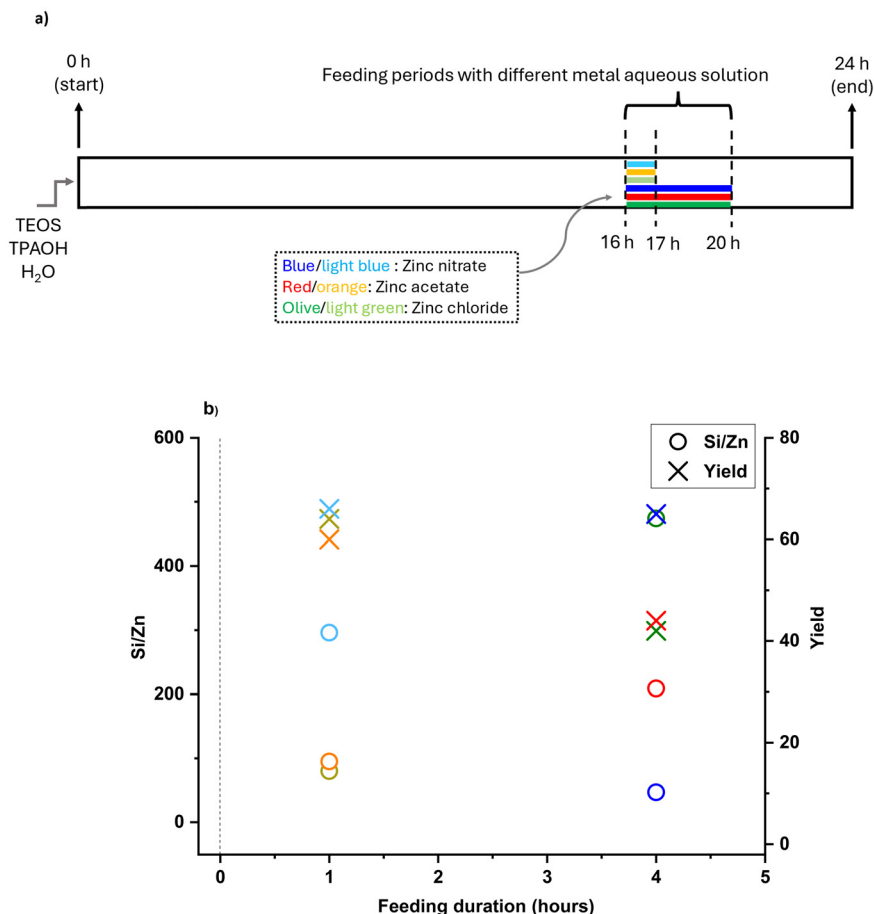 a)
0 h
(start)
Feeding periods with different metal aqueous solution
24 h
(end)
TEOS
TPAOH
H₂O
16 h
17 h
20 h
Blue/light blue : Zinc nitrate
Red/orange: Zinc acetate
Olive/light green: Zinc chloride
b)
600
400
200
0
Si/Zn
Si/Zn
Yield
80
60
40
20
0
Yield
0
1
2
3
4
5
Feeding duration (hours)